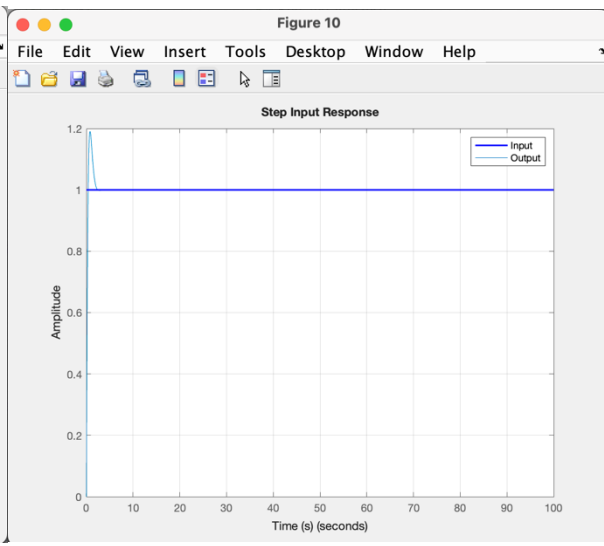 Figure 10
File Edit View Insert Tools Desktop Window Help
Step Input Response
Input
Output
1.2
1
0.8
0.6
0.4
0.2
0
Amplitude
0 10 20 30 40 50 60 70 80 90 100
Time (s) (seconds)